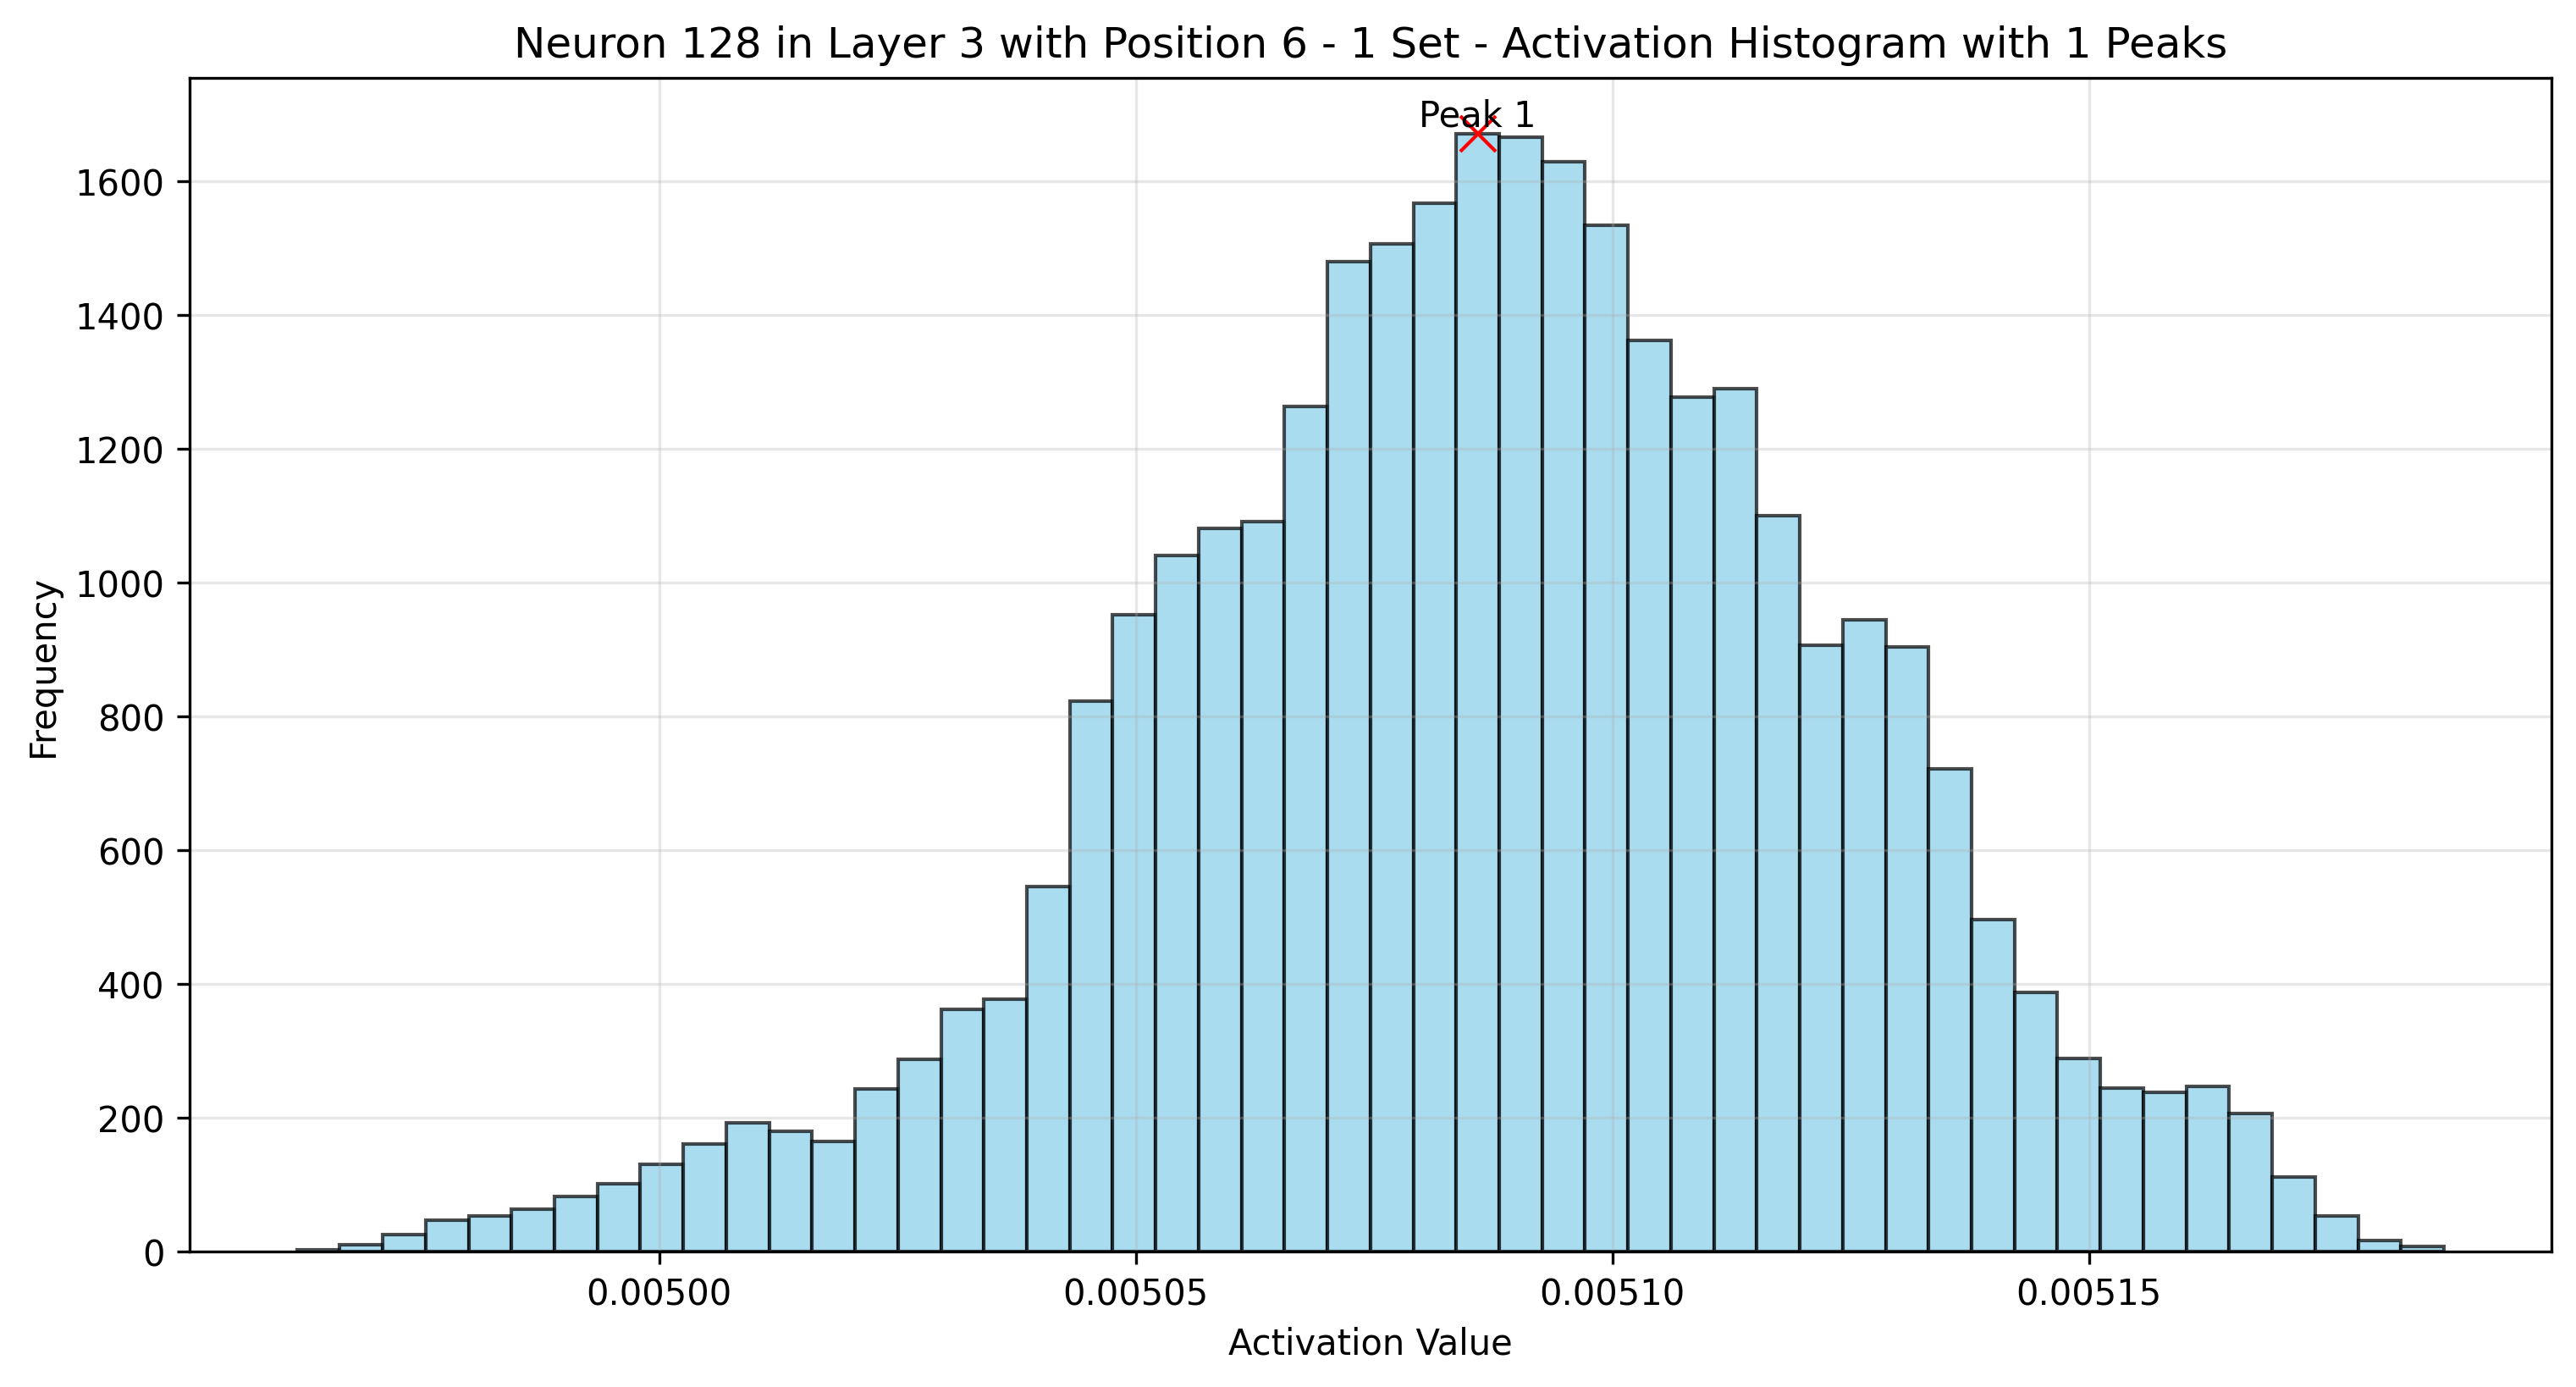 Neuron 128 in Layer 3 with Position 6 - 1 Set - Activation Histogram with 1 Peaks
Peak 1
1600
1400
1200
1000
800
600
400
200
0
Frequency
0.00500 0.00505 0.00510 0.00515
Activation Value